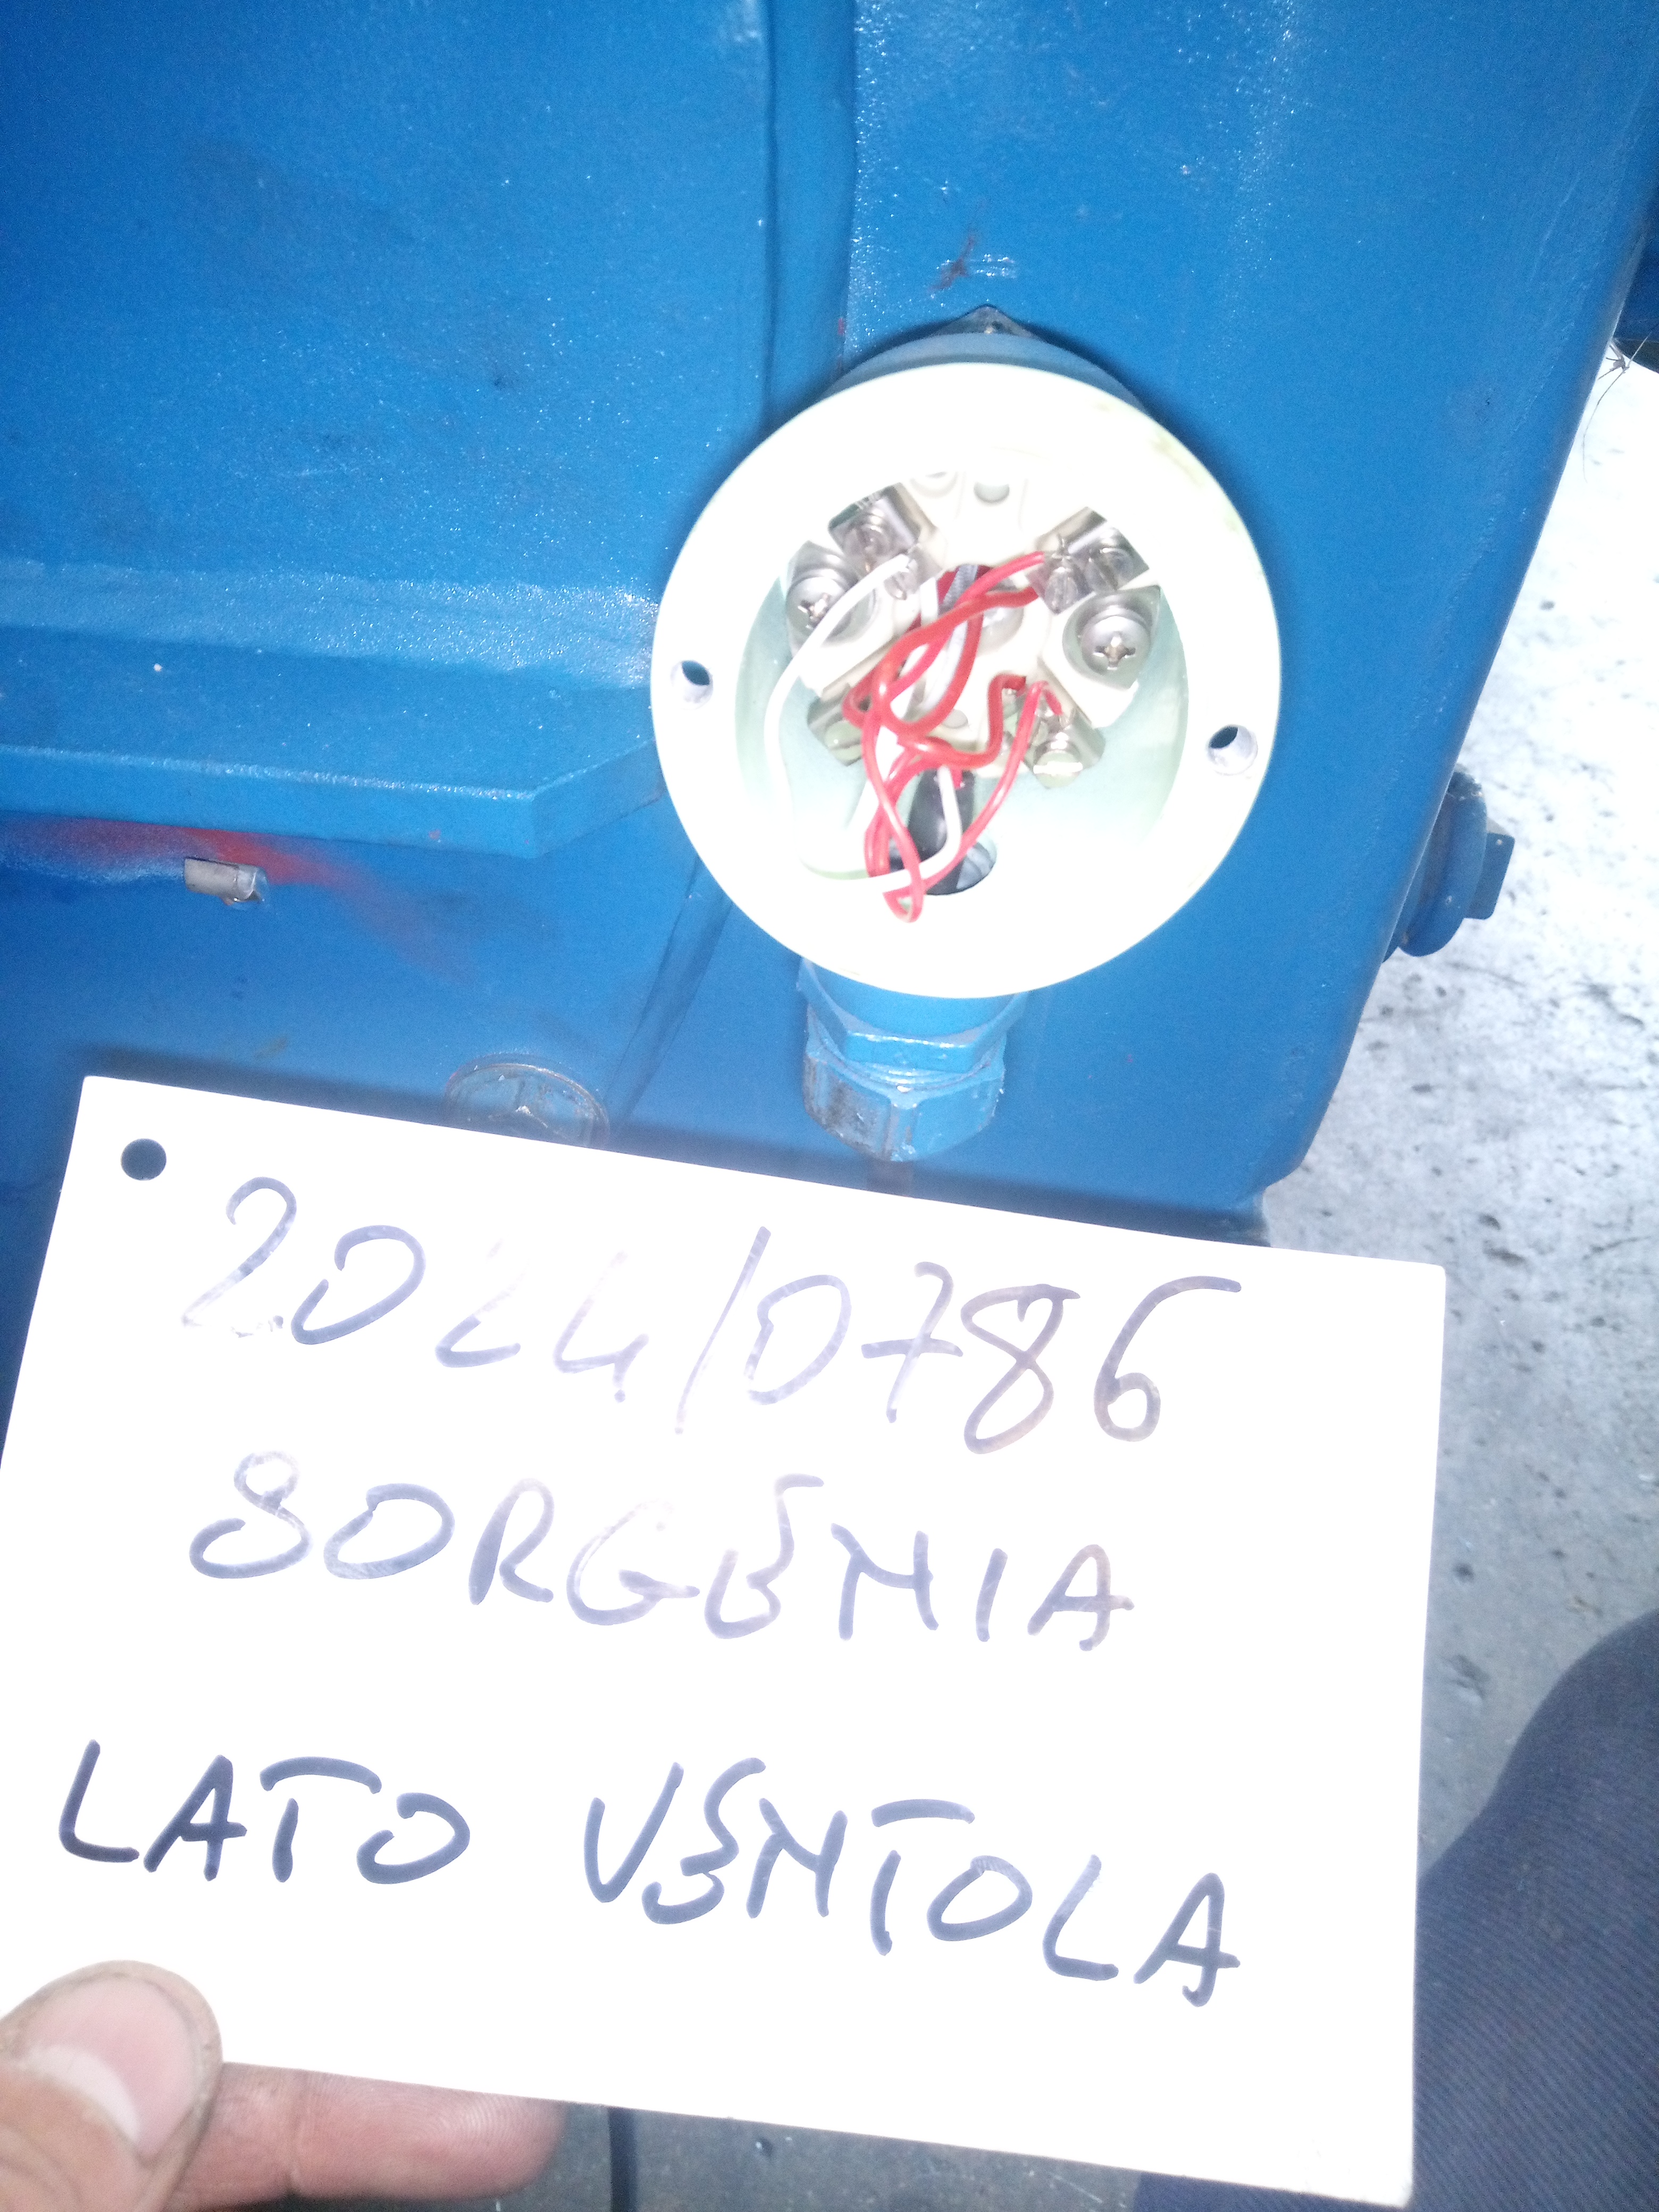 2024/0786
SORGENIA
LATO VENTOLA